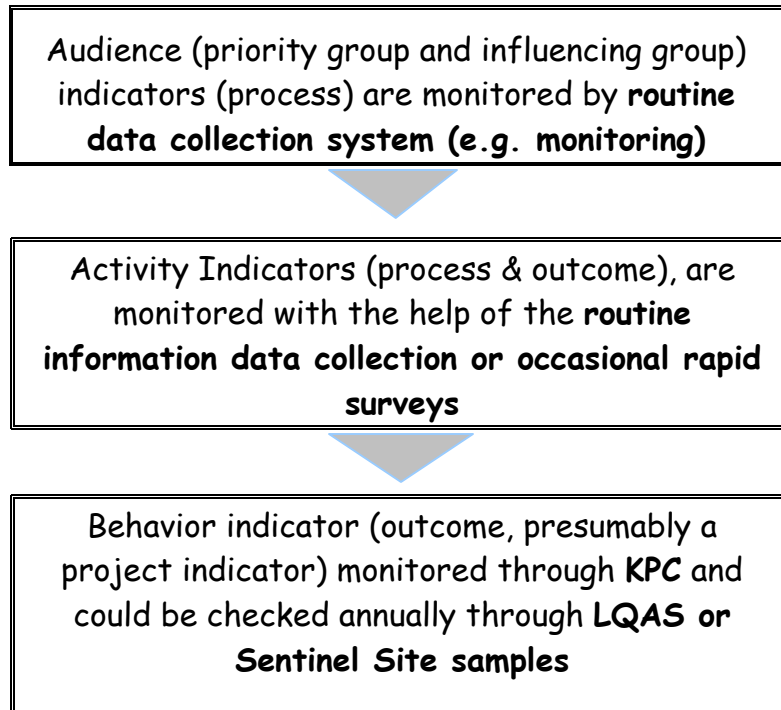 Audience (priority group and influencing group)
indicators (process) are monitored by routine
data collection system (e.g. monitoring)
Activity Indicators (process & outcome), are
monitored with the help of the routine
information data collection or occasional rapid
surveys
Behavior indicator (outcome, presumably a
project indicator) monitored through KPC and
could be checked annually through LQAS or
Sentinel Site samples